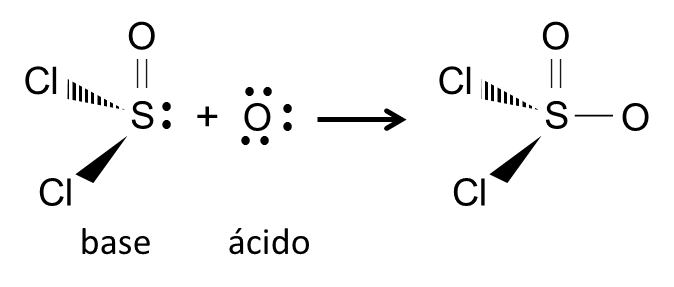 O O
Cl Cl
S + O S O
Cl Cl
base ácido